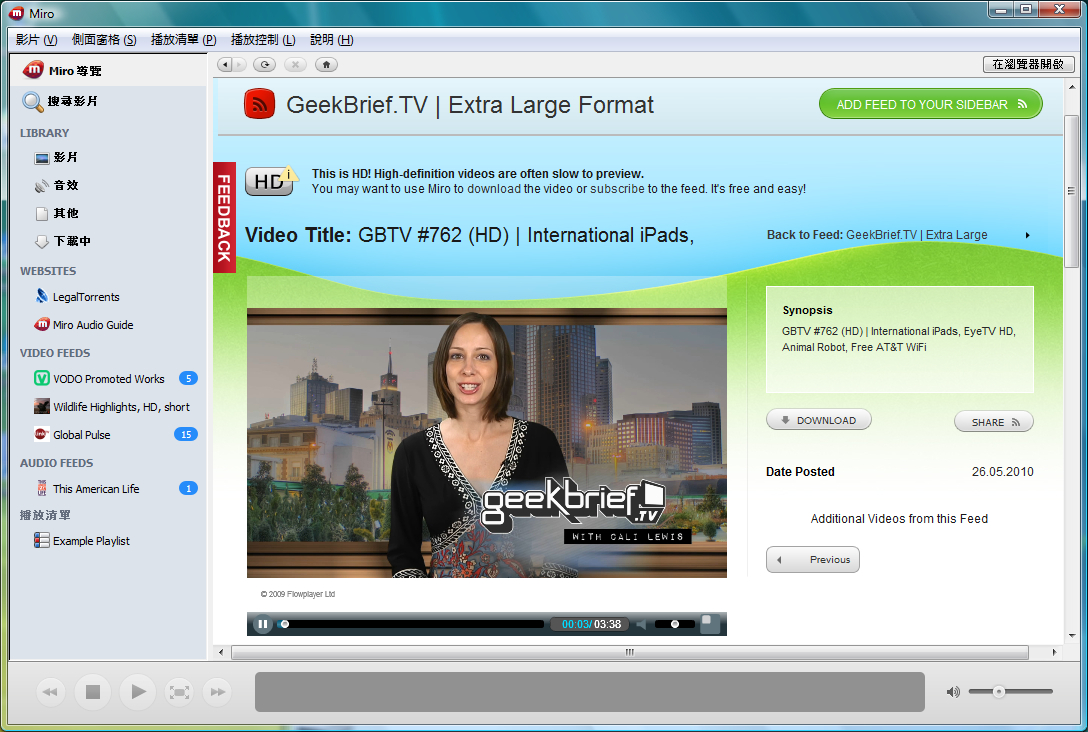 Miro
影片 (V) 側面窗格 (S) 播放清單 (P) 播放控制 (L) 說明 (H)
Miro 導覽
搜尋影片
LIBRARY
影片
音效
其他
下載中
WEBSITES
LegalTorrents
Miro Audio Guide
VIDEO FEEDS
VODO Promoted Works 5
Wildlife Highlights, HD, short
Global Pulse 15
AUDIO FEEDS
This American Life 1
播放清單
Example Playlist
在瀏覽器開啟
GeekBrief.TV | Extra Large Format
ADD FEED TO YOUR SIDEBAR
FEEDBACK
HD
This is HD! High-definition videos are often slow to preview.
You may want to use Miro to download the video or subscribe to the feed. It's free and easy!
Video Title: GBTV #762 (HD) | International iPads,
Back to Feed: GeekBrief.TV | Extra Large
geekbrief.TV
WITH CALI LEWIS
© 2009 Flowplayer Ltd
00:03/03:38
Synopsis
GBTV #762 (HD) | International iPads, EyeTV HD,
Animal Robot, Free AT&T WiFi
DOWNLOAD
SHARE
Date Posted 26.05.2010
Additional Videos from this Feed
Previous